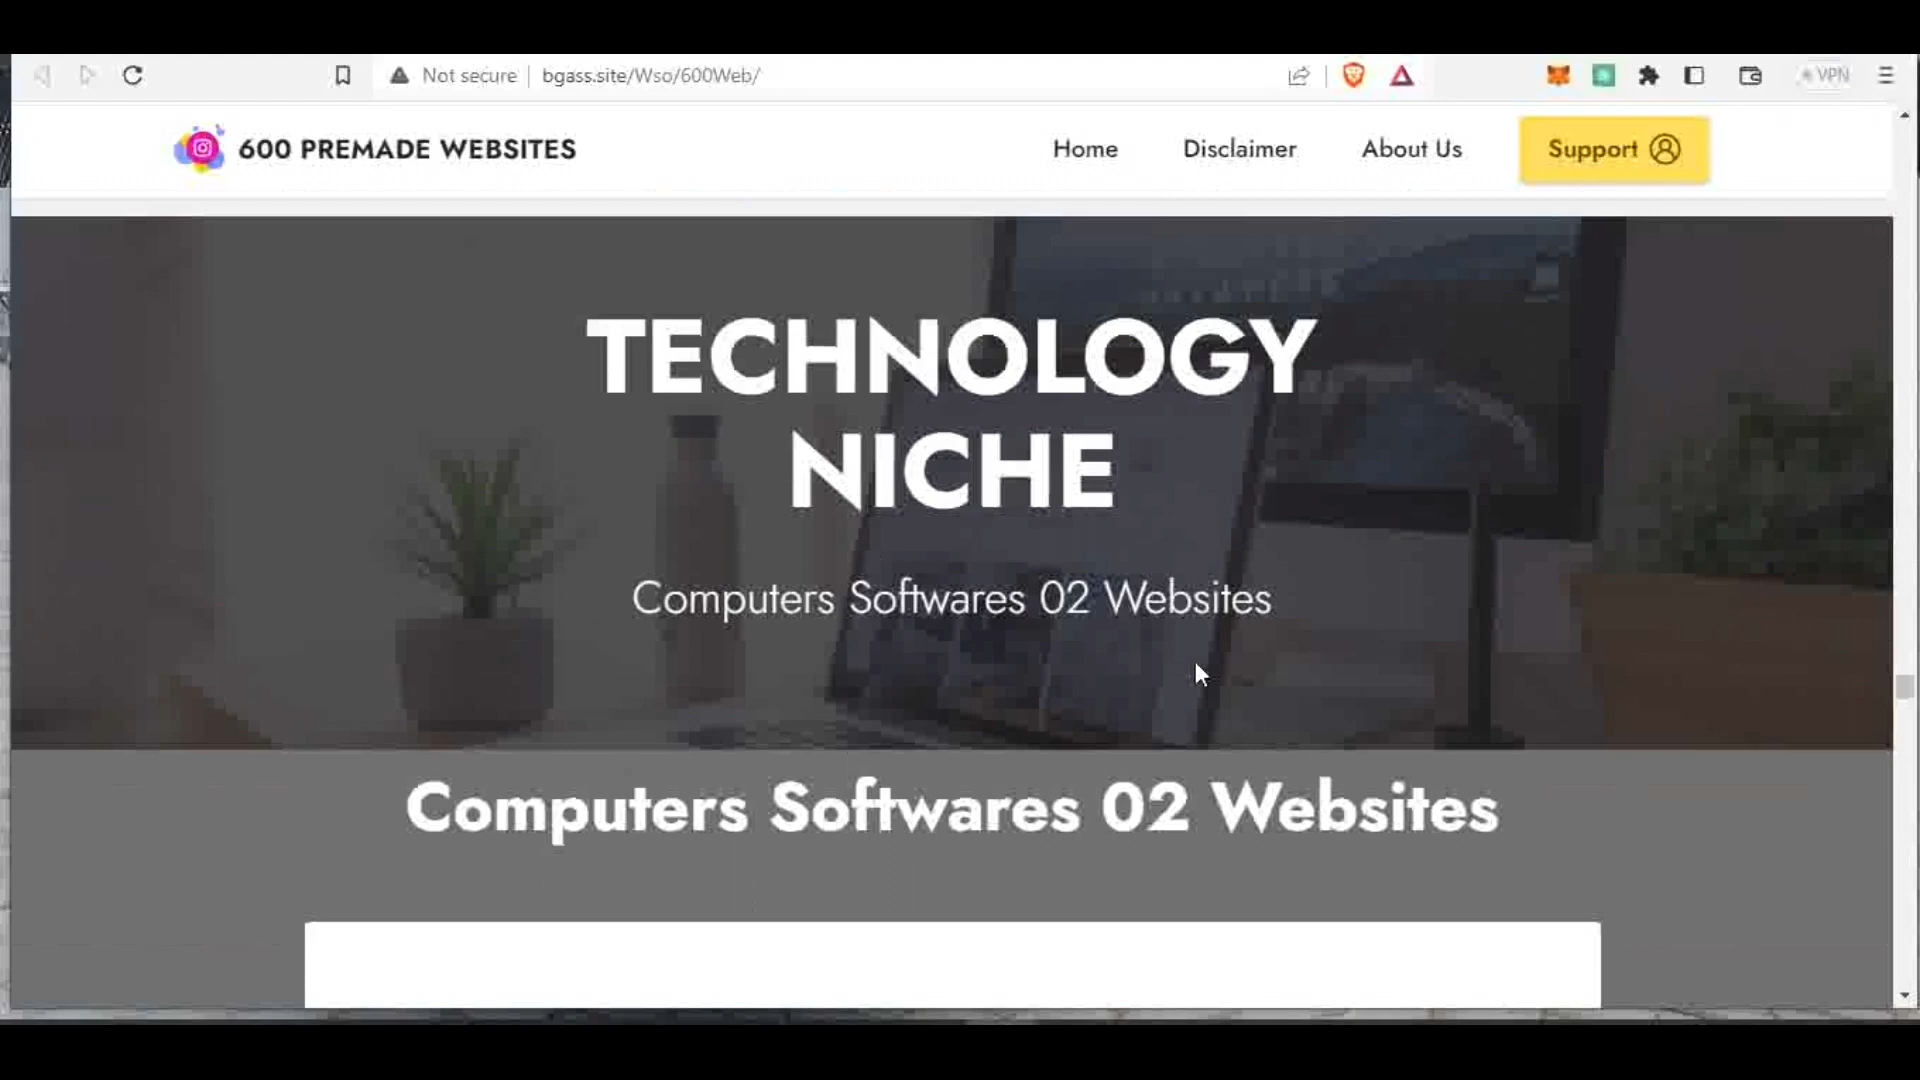 Not secure bgass.site/Wso/600Web/ VPN
600 PREMADE WEBSITES Home Disclaimer About Us Support
TECHNOLOGY
NICHE
Computers Softwares 02 Websites
Computers Softwares 02 Websites